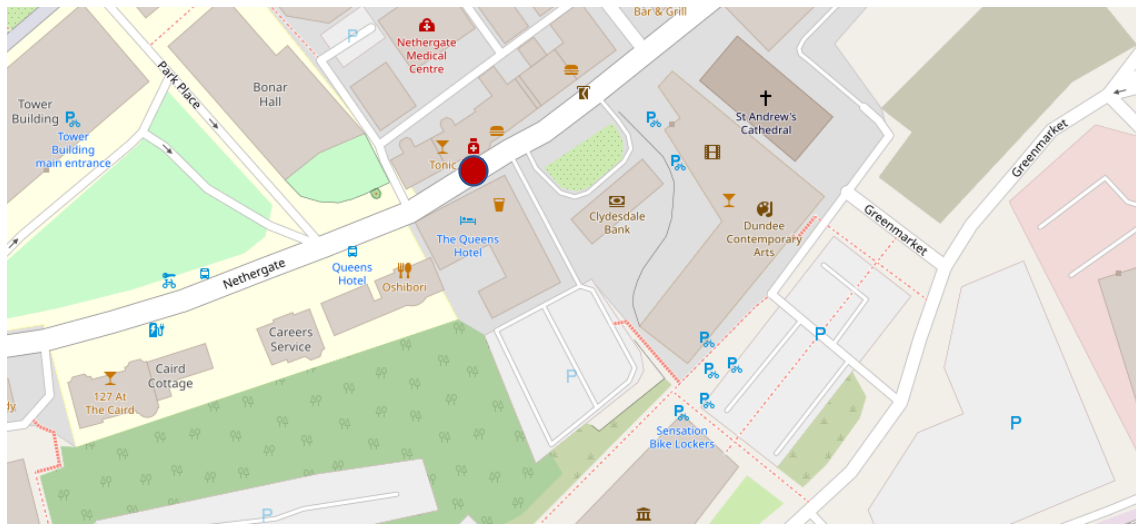 Bar & Grill
Nethergate
Medical
Centre
Park Place
Bonar
Hall
Tower
Building
Tower
Building
main entrance
St Andrew's
Cathedral
Greenmarket
Tonic
Clydesdale
Bank
Dundee
Contemporary
Arts
Greenmarket
The Queens
Hotel
Nethergate
Queens
Hotel
Oshibori
Careers
Service
Caird
Cottage
127 At
The Caird
Sensation
Bike Lockers
P
P
P
P